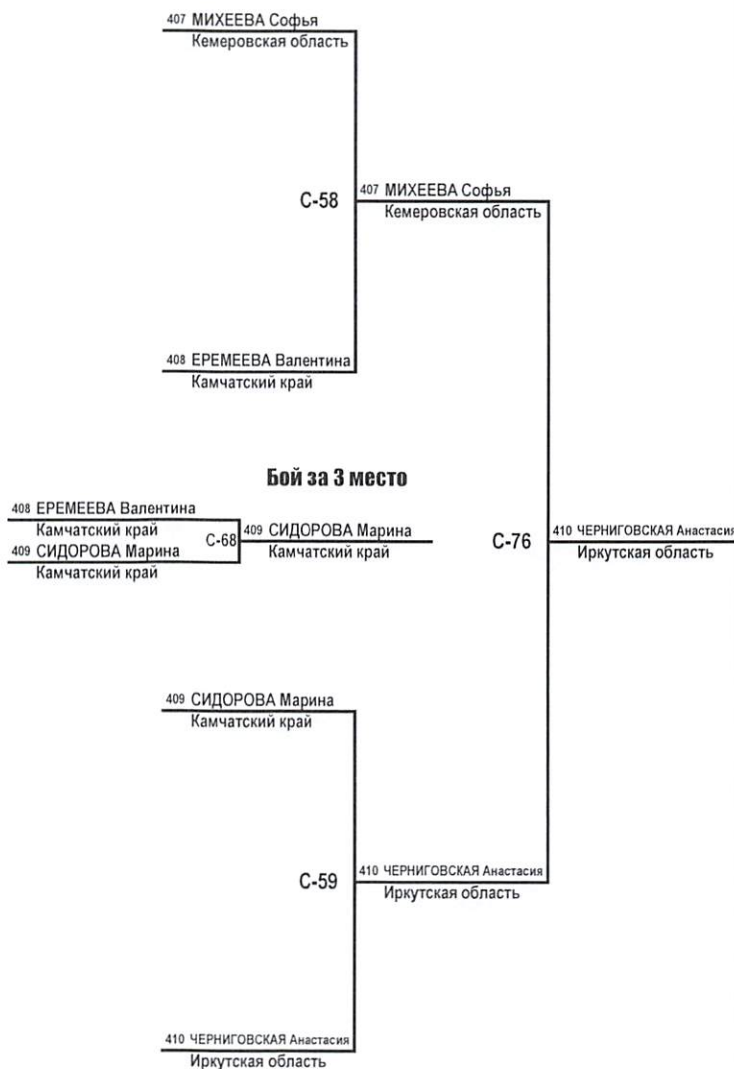 407 МИХЕЕВА Софья
Кемеровская область
С-58
407 МИХЕЕВА Софья
Кемеровская область
408 ЕРЕМЕЕВА Валентина
Камчатский край
Бой за 3 место
408 ЕРЕМЕЕВА Валентина
Камчатский край
409 СИДОРОВА Марина
Камчатский край
С-68
409 СИДОРОВА Марина
Камчатский край
С-76
410 ЧЕРНИГОВСКАЯ Анастасия
Иркутская область
409 СИДОРОВА Марина
Камчатский край
С-59
410 ЧЕРНИГОВСКАЯ Анастасия
Иркутская область
410 ЧЕРНИГОВСКАЯ Анастасия
Иркутская область